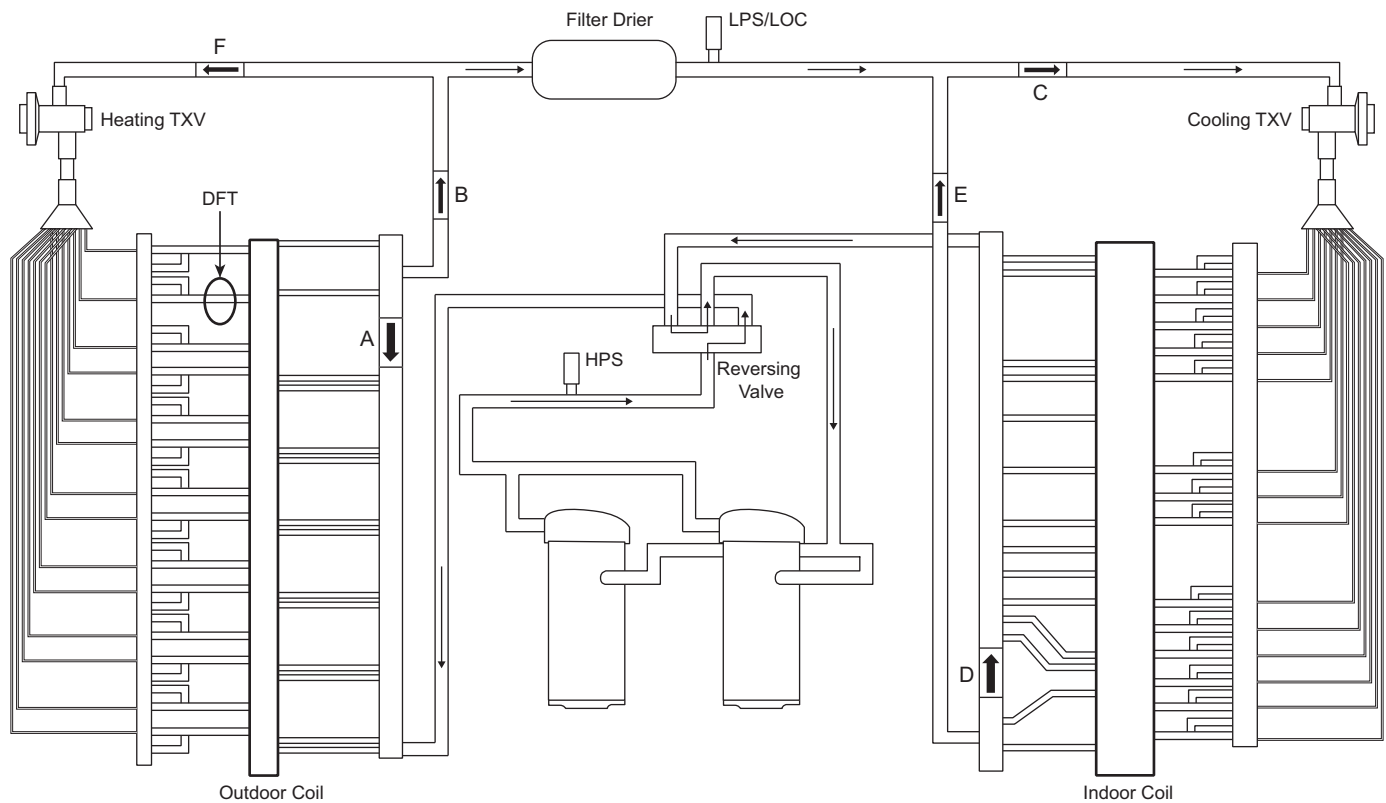 Filter Drier
LPS/LOC
F
C
Heating TXV
Cooling TXV
DFT
B
E
A
HPS
Reversing
Valve
D
Outdoor Coil
Indoor Coil